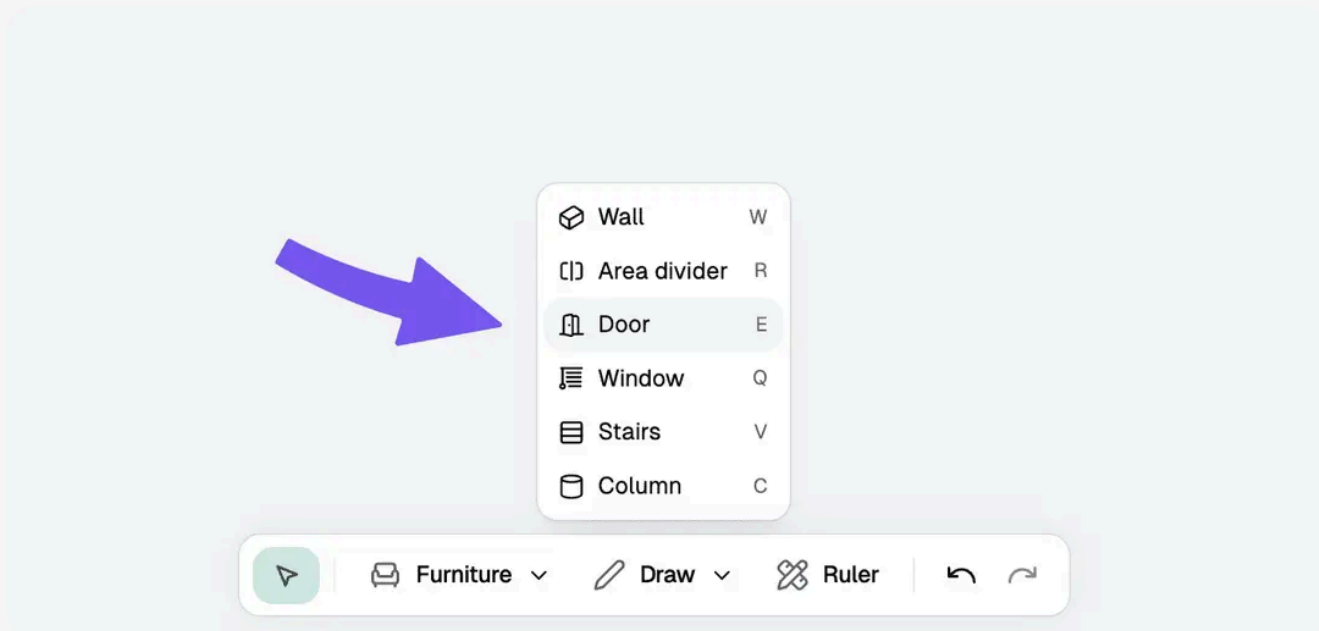 Wall W
Area divider R
Door E
Window Q
Stairs V
Column C
Furniture Draw Ruler